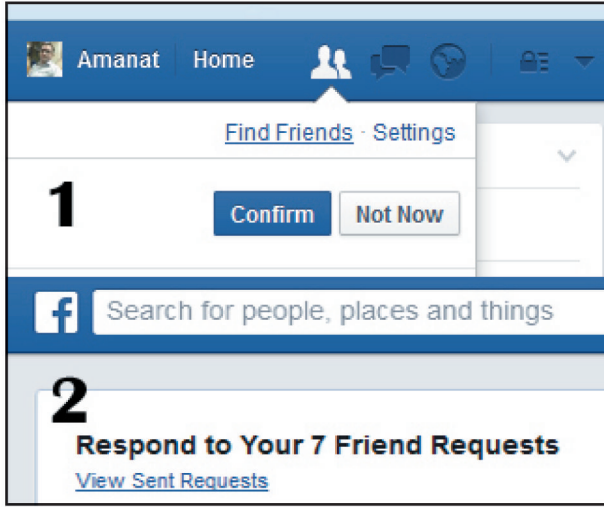 Amanat Home
Find Friends · Settings
1
Confirm Not Now
f Search for people, places and things
2
Respond to Your 7 Friend Requests
View Sent Requests